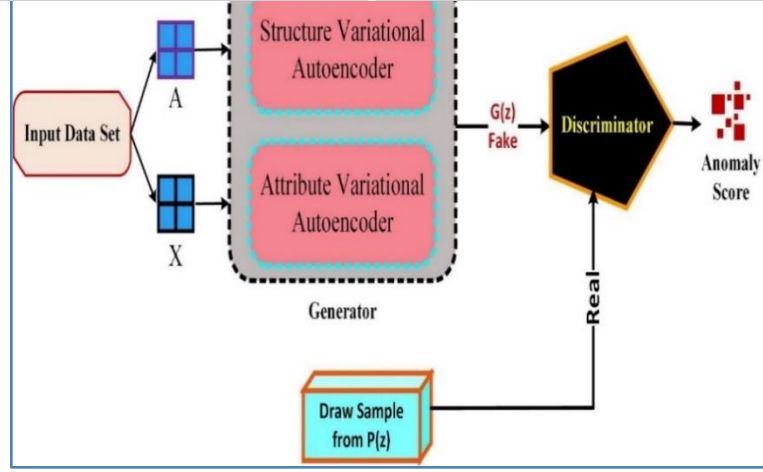 Structure Variational
Autoencoder
A
Input Data Set
G(z)
Fake
Discriminator
Anomaly
Score
Attribute Variational
Autoencoder
X
Generator
Real
Draw Sample
from P(z)